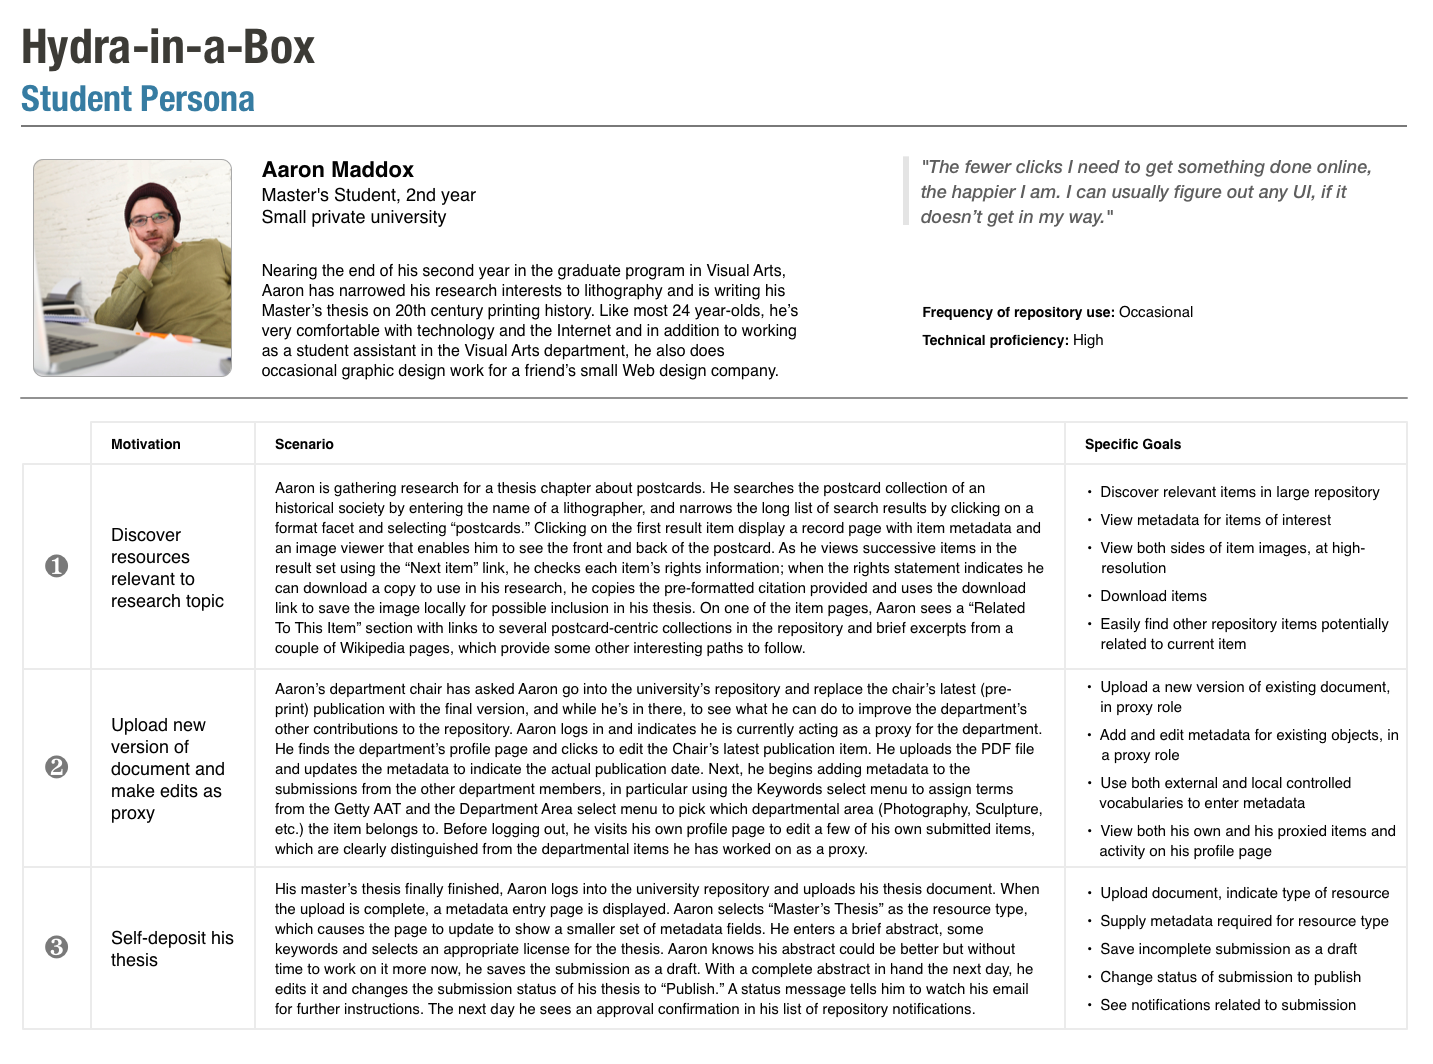 Hydra-in-a-Box
Student Persona
Aaron Maddox
Master's Student, 2nd year
Small private university
"The fewer clicks I need to get something done online,
the happier I am. I can usually figure out any UI, if it
doesn’t get in my way."
Nearing the end of his second year in the graduate program in Visual Arts,
Aaron has narrowed his research interests to lithography and is writing his
Master’s thesis on 20th century printing history. Like most 24 year-olds, he’s
very comfortable with technology and the Internet and in addition to working
as a student assistant in the Visual Arts department, he also does
occasional graphic design work for a friend’s small Web design company.
Frequency of repository use: Occasional
Technical proficiency: High
Motivation
Scenario
Specific Goals
1
Discover
resources
relevant to
research topic
Aaron is gathering research for a thesis chapter about postcards. He searches the postcard collection of an
historical society by entering the name of a lithographer, and narrows the long list of search results by clicking on a
format facet and selecting “postcards.” Clicking on the first result item display a record page with item metadata and
an image viewer that enables him to see the front and back of the postcard. As he views successive items in the
result set using the “Next item” link, he checks each item’s rights information; when the rights statement indicates he
can download a copy to use in his research, he copies the pre-formatted citation provided and uses the download
link to save the image locally for possible inclusion in his thesis. On one of the item pages, Aaron sees a “Related
To This Item” section with links to several postcard-centric collections in the repository and brief excerpts from a
couple of Wikipedia pages, which provide some other interesting paths to follow.
• Discover relevant items in large repository
• View metadata for items of interest
• View both sides of item images, at high-
resolution
• Download items
• Easily find other repository items potentially
related to current item
2
Upload new
version of
document and
make edits as
proxy
Aaron’s department chair has asked Aaron go into the university’s repository and replace the chair’s latest (pre-
print) publication with the final version, and while he’s in there, to see what he can do to improve the department’s
other contributions to the repository. Aaron logs in and indicates he is currently acting as a proxy for the department.
He finds the department’s profile page and clicks to edit the Chair’s latest publication item. He uploads the PDF file
and updates the metadata to indicate the actual publication date. Next, he begins adding metadata to the
submissions from the other department members, in particular using the Keywords select menu to assign terms
from the Getty AAT and the Department Area select menu to pick which departmental area (Photography, Sculpture,
etc.) the item belongs to. Before logging out, he visits his own profile page to edit a few of his own submitted items,
which are clearly distinguished from the departmental items he has worked on as a proxy.
• Upload a new version of existing document,
in proxy role
• Add and edit metadata for existing objects, in
a proxy role
• Use both external and local controlled
vocabularies to enter metadata
• View both his own and his proxied items and
activity on his profile page
3
Self-deposit his
thesis
His master’s thesis finally finished, Aaron logs into the university repository and uploads his thesis document. When
the upload is complete, a metadata entry page is displayed. Aaron selects “Master’s Thesis” as the resource type,
which causes the page to update to show a smaller set of metadata fields. He enters a brief abstract, some
keywords and selects an appropriate license for the thesis. Aaron knows his abstract could be better but without
time to work on it more now, he saves the submission as a draft. With a complete abstract in hand the next day, he
edits it and changes the submission status of his thesis to “Publish.” A status message tells him to watch his email
for further instructions. The next day he sees an approval confirmation in his list of repository notifications.
• Upload document, indicate type of resource
• Supply metadata required for resource type
• Save incomplete submission as a draft
• Change status of submission to publish
• See notifications related to submission